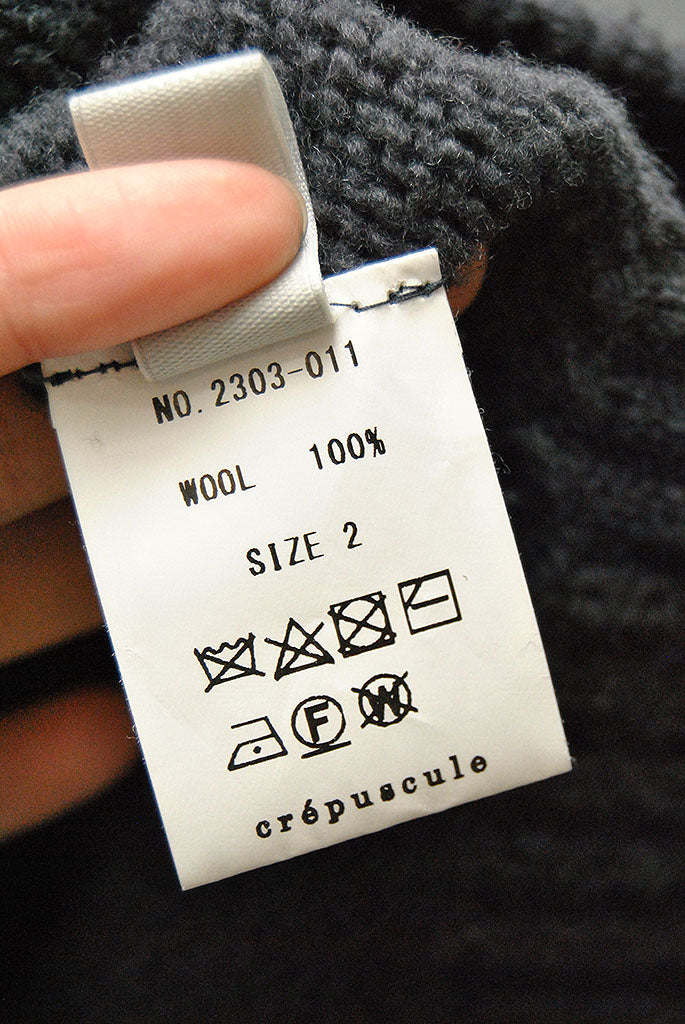 NO.2303-011
WOOL 100%
SIZE 2
F W
crépuscule